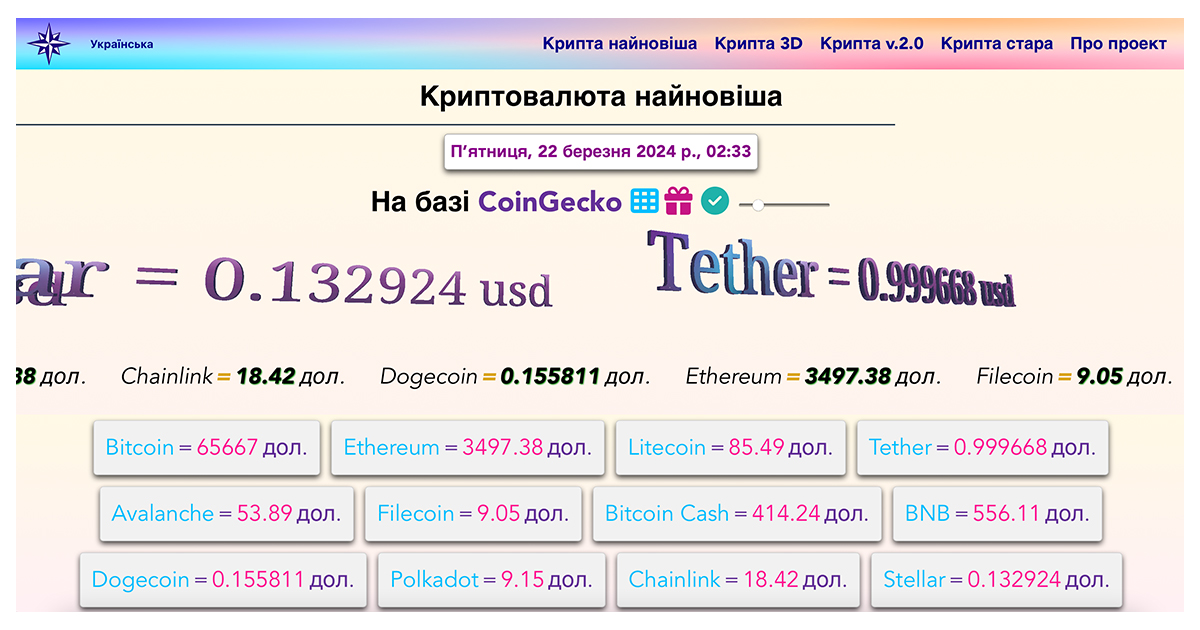 Українська
Крипта найновіша Крипта 3D Крипта v.2.0 Крипта стара Про проект
Криптовалюта найновіша
П’ятниця, 22 березня 2024 р., 02:33
На базі CoinGecko
ar = 0.132924 usd Tether = 0.999668 usd
38 дол. Chainlink = 18.42 дол. Dogecoin = 0.155811 дол. Ethereum = 3497.38 дол. Filecoin = 9.05 дол.
Bitcoin = 65667 дол. Ethereum = 3497.38 дол. Litecoin = 85.49 дол. Tether = 0.999668 дол.
Avalanche = 53.89 дол. Filecoin = 9.05 дол. Bitcoin Cash = 414.24 дол. BNB = 556.11 дол.
Dogecoin = 0.155811 дол. Polkadot = 9.15 дол. Chainlink = 18.42 дол. Stellar = 0.132924 дол.